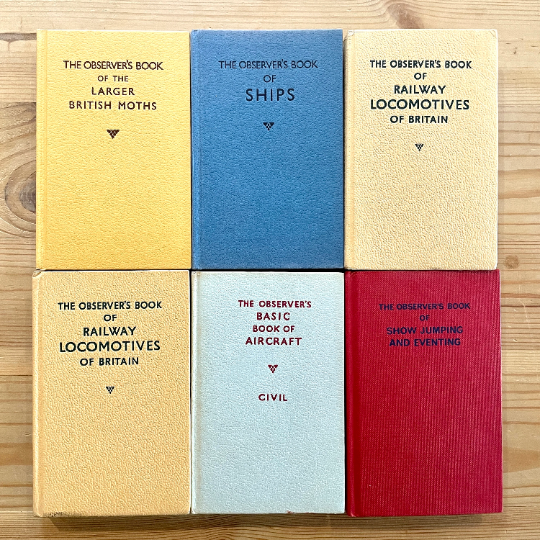 THE OBSERVER'S BOOK
OF THE
LARGER
BRITISH MOTHS
THE OBSERVER'S BOOK
OF
SHIPS
THE OBSERVER'S BOOK
OF
RAILWAY
LOCOMOTIVES
OF BRITAIN
THE OBSERVER'S BOOK
OF
RAILWAY
LOCOMOTIVES
OF BRITAIN
THE OBSERVER'S
BASIC
BOOK OF
AIRCRAFT
CIVIL
THE OBSERVER'S BOOK
OF
SHOW JUMPING
AND EVENTING